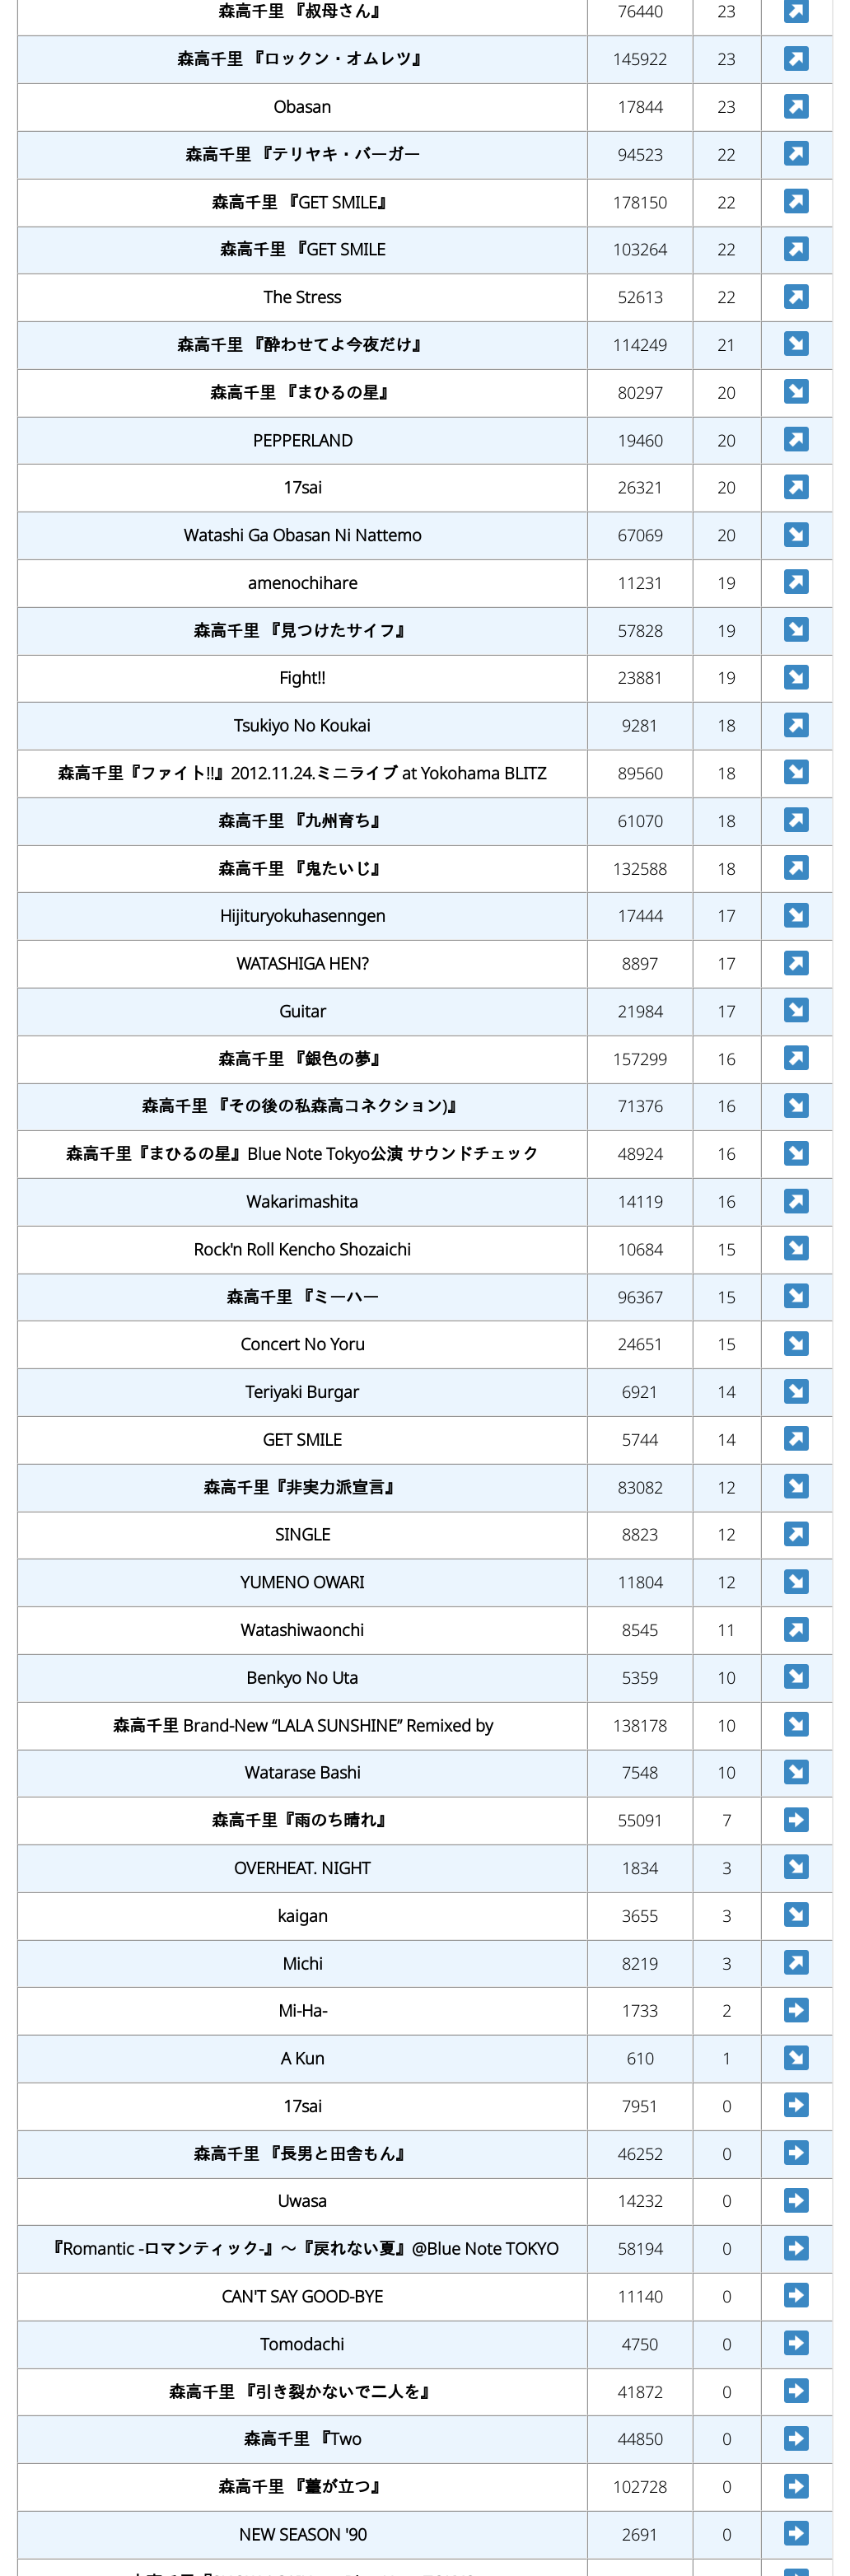 森高千里 『叔母さん』 76440 23
森高千里 『ロックン・オムレツ』 145922 23
Obasan 17844 23
森高千里 『テリヤキ・バーガー 94523 22
森高千里 『GET SMILE』 178150 22
森高千里 『GET SMILE 103264 22
The Stress 52613 22
森高千里 『酔わせてよ今夜だけ』 114249 21
森高千里 『まひるの星』 80297 20
PEPPERLAND 19460 20
17sai 26321 20
Watashi Ga Obasan Ni Nattemo 67069 20
amenochihare 11231 19
森高千里 『見つけたサイフ』 57828 19
Fight!! 23881 19
Tsukiyo No Koukai 9281 18
森高千里『ファイト!!』2012.11.24.ミニライブ at Yokohama BLITZ 89560 18
森高千里 『九州育ち』 61070 18
森高千里 『鬼たいじ』 132588 18
Hijituryokuhasenngen 17444 17
WATASHIGA HEN? 8897 17
Guitar 21984 17
森高千里 『銀色の夢』 157299 16
森高千里 『その後の私森高コネクション)』 71376 16
森高千里『まひるの星』Blue Note Tokyo公演 サウンドチェック 48924 16
Wakarimashita 14119 16
Rock'n Roll Kencho Shozaichi 10684 15
森高千里 『ミーハー 96367 15
Concert No Yoru 24651 15
Teriyaki Burgar 6921 14
GET SMILE 5744 14
森高千里『非実力派宣言』 83082 12
SINGLE 8823 12
YUMENO OWARI 11804 12
Watashiwaonchi 8545 11
Benkyo No Uta 5359 10
森高千里 Brand-New “LALA SUNSHINE” Remixed by 138178 10
Watarase Bashi 7548 10
森高千里『雨のち晴れ』 55091 7
OVERHEAT. NIGHT 1834 3
kaigan 3655 3
Michi 8219 3
Mi-Ha- 1733 2
A Kun 610 1
17sai 7951 0
森高千里 『長男と田舎もん』 46252 0
Uwasa 14232 0
『Romantic -ロマンティック-』～『戻れない夏』@Blue Note TOKYO 58194 0
CAN'T SAY GOOD-BYE 11140 0
Tomodachi 4750 0
森高千里 『引き裂かないで二人を』 41872 0
森高千里 『Two 44850 0
森高千里 『薹が立つ』 102728 0
NEW SEASON '90 2691 0